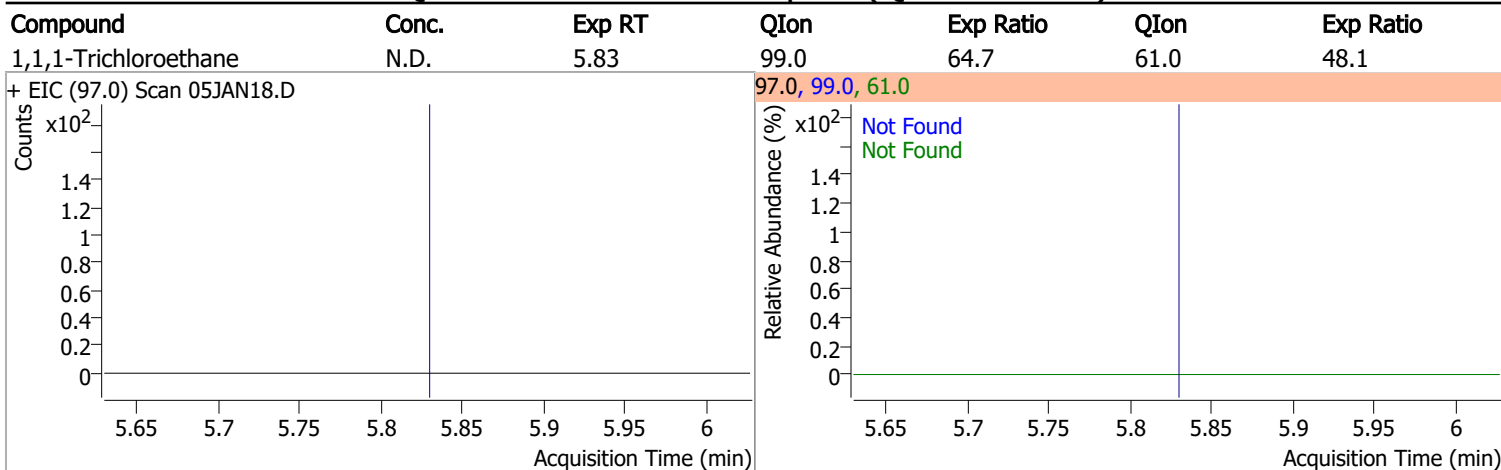 Compound Conc. Exp RT QIon Exp Ratio QIon Exp Ratio
1,1,1-Trichloroethane N.D. 5.83 99.0 64.7 61.0 48.1
+ EIC (97.0) Scan 05JAN18.D
Counts
x10²
1.4
1.2
1
0.8
0.6
0.4
0.2
0
5.65 5.7 5.75 5.8 5.85 5.9 5.95 6
Acquisition Time (min)
97.0, 99.0, 61.0
Relative Abundance (%)
x10²
Not Found
Not Found
1.4
1.2
1
0.8
0.6
0.4
0.2
0
5.65 5.7 5.75 5.8 5.85 5.9 5.95 6
Acquisition Time (min)